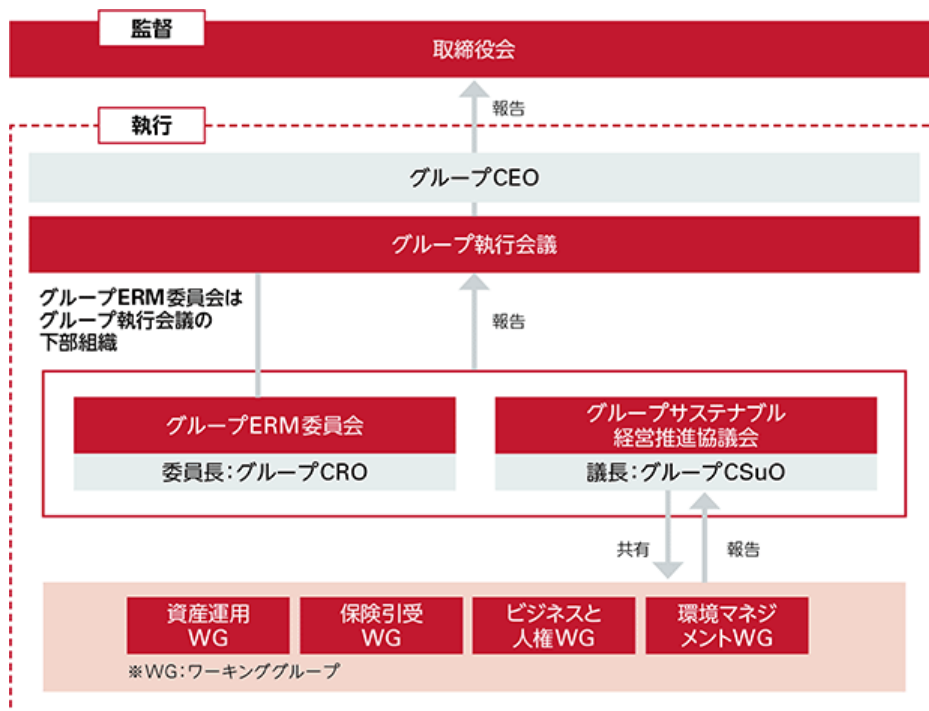 監督
取締役会
報告
執行
グループCEO
グループ執行会議
グループERM委員会は
グループ執行会議の
下部組織
報告
グループERM委員会
委員長：グループCRO
グループサステナブル
経営推進協議会
議長：グループCSuO
共有
報告
資産運用
WG
保険引受
WG
ビジネスと
人権WG
環境マネジ
メントWG
※WG：ワーキンググループ